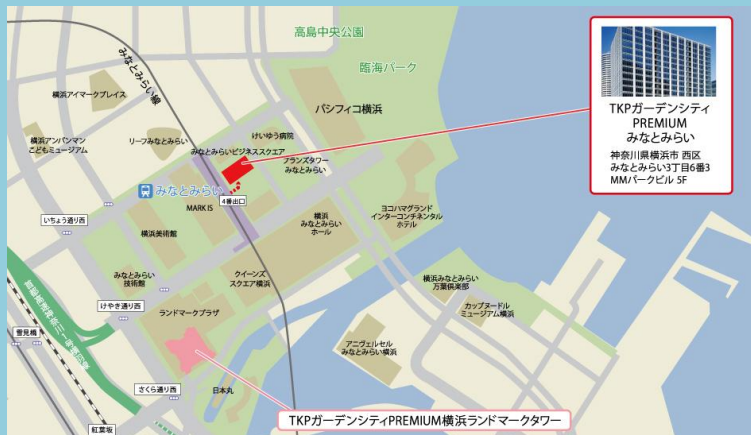 高島中央公園
臨海パーク
みなとみらい線
横浜アイマークプレイス
パシフィコ横浜
けいゆう病院
横浜アンパンマン
こどもミュージアム
リーフみなとみらい
みなとみらいビジネススクエア
ブランズタワー
みなとみらい
みなとみらい
4番出口
MARK IS
いちょう通り西
横浜美術館
横浜
みなとみらい
ホール
ヨコハマグランド
インターコンチネンタル
ホテル
みなとみらい
技術館
クイーンズ
スクエア横浜
横浜みなとみらい
万葉倶楽部
けやき通り西
ランドマークプラザ
カップヌードル
ミュージアム横浜
雪見橋
首都高速神奈川1号横羽線
アニヴェルセル
みなとみらい横浜
さくら通り西
日本丸
紅葉坂
TKPガーデンシティPREMIUM横浜ランドマークタワー
TKPガーデンシティ
PREMIUM
みなとみらい
神奈川県横浜市 西区
みなとみらい3丁目6番3
MMパークビル 5F